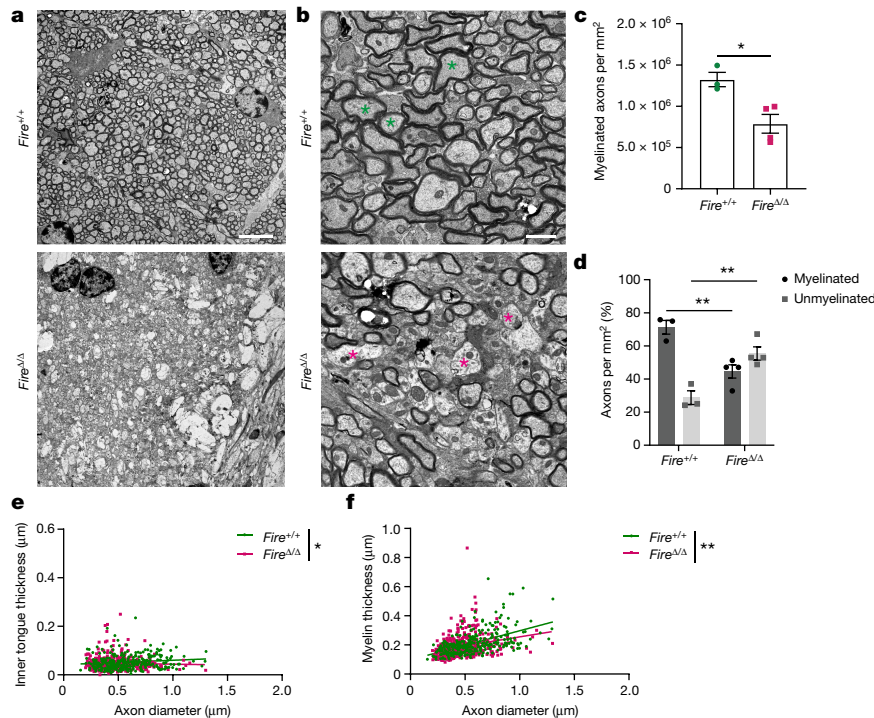 a
b
c
Fire+/+
Fire+/+
Myelinated axons per mm²
2.0 × 10⁶
1.5 × 10⁶
1.0 × 10⁶
5.0 × 10⁵
0
*
Fire+/+
FireΔ/Δ
FireΔ/Δ
FireΔ/Δ
d
Axons per mm² (%)
100
80
60
40
20
0
**
**
Myelinated
Unmyelinated
Fire+/+
FireΔ/Δ
e
Inner tongue thickness (μm)
0.6
0.4
0.2
0
0
0.5
1.0
1.5
2.0
Axon diameter (μm)
Fire+/+
FireΔ/Δ
*
f
Myelin thickness (μm)
1.0
0.8
0.6
0.4
0.2
0
0
0.5
1.0
1.5
2.0
Axon diameter (μm)
Fire+/+
FireΔ/Δ
**